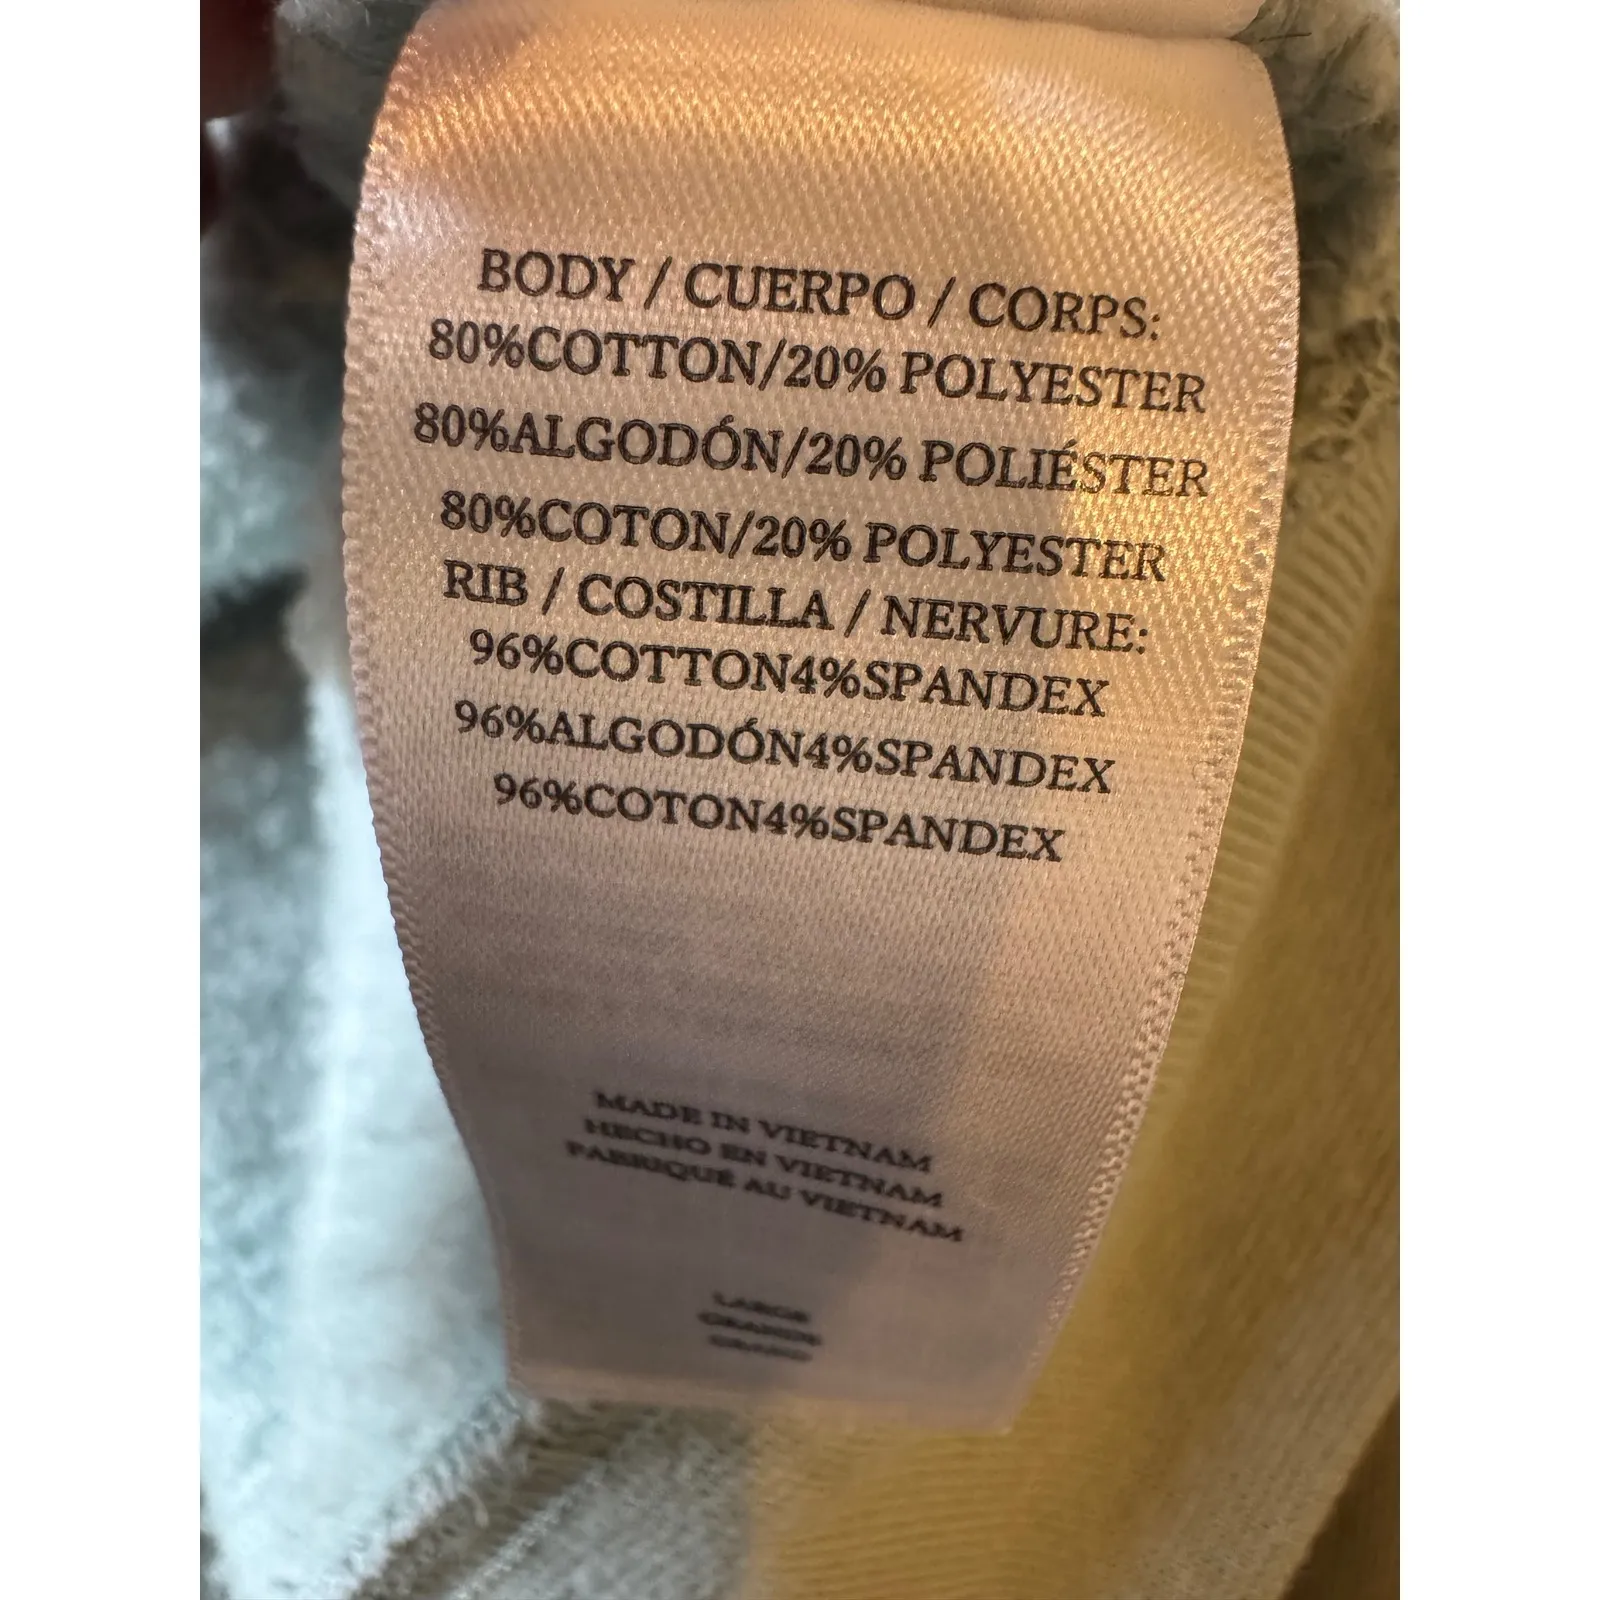 BODY / CUERPO / CORPS:
80%COTTON/20% POLYESTER
80%ALGODÓN/20% POLIÉSTER
80%COTON/20% POLYESTER
RIB / COSTILLA / NERVURE:
96%COTTON4%SPANDEX
96%ALGODÓN4%SPANDEX
96%COTON4%SPANDEX
MADE IN VIETNAM
HECHO EN VIETNAM
FABRIQUÉ AU VIETNAM
LARGE
GRANDE